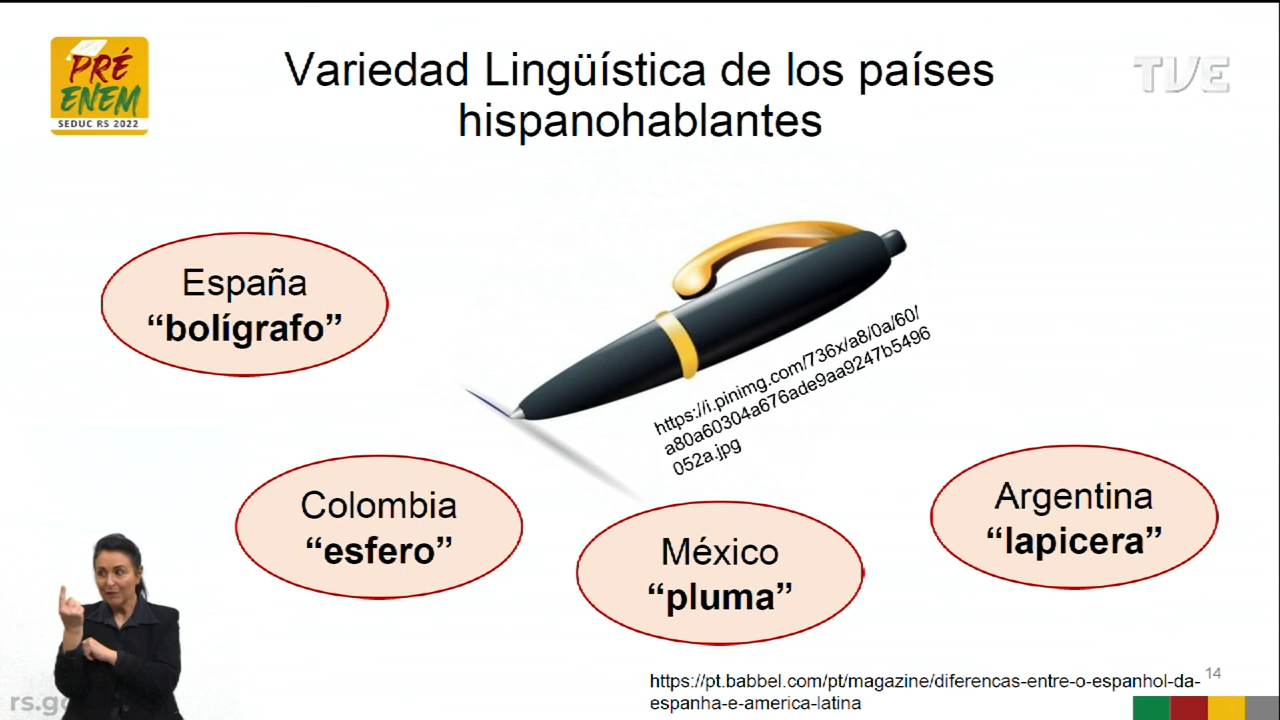 PRÉ
ENEM
SEDUC RS 2022
Variedad Lingüística de los países
hispanohablantes
TVE
España
“bolígrafo”
https://i.pinimg.com/736x/a8/0a/60/
a80a60304a676ade9aa9247b5496
052a.jpg
Colombia
“esfero”
México
“pluma”
Argentina
“lapicera”
https://pt.babbel.com/pt/magazine/diferencas-entre-o-espanhol-da-
espanha-e-america-latina
14
rs.go